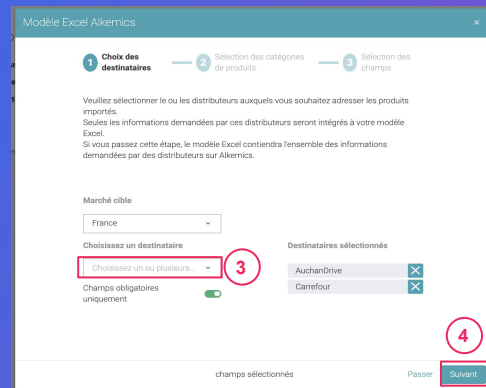 Modèle Excel Alkemics
×
1 Choix des destinataires
2 Sélection des catégories de produits
3 Sélection des champs
Veuillez sélectionner le ou les distributeurs auxquels vous souhaitez adresser les produits
importés.
Seules les informations demandées par ces distributeurs seront intégrés à votre modèle
Excel.
Si vous passez cette étape, le modèle Excel contiendra l'ensemble des informations
demandées par des distributeurs sur Alkemics.
Marché cible
France
Choisissez un destinataire
Destinataires sélectionnés
Choisissez un ou plusieurs...
3
AuchanDrive
Carrefour
Champs obligatoires
uniquement
4
champs sélectionnés
Passer
Suivant